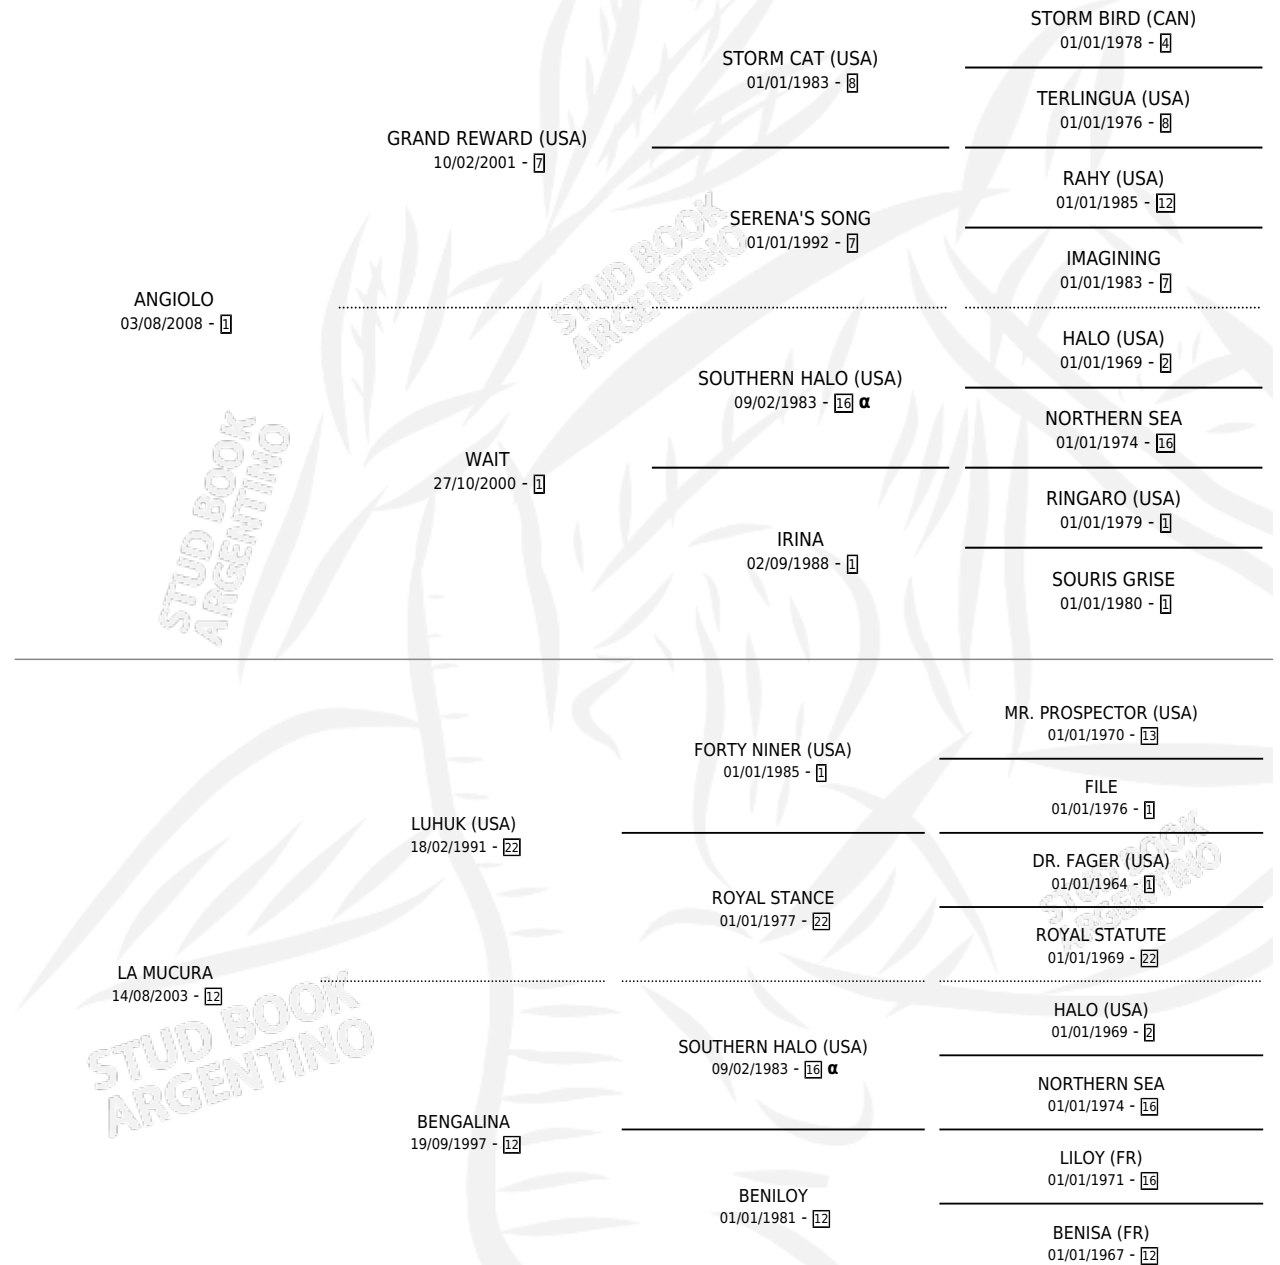 STORM BIRD (CAN)
01/01/1978 - 4
STORM CAT (USA)
01/01/1983 - 8
TERLINGUA (USA)
01/01/1976 - 8
GRAND REWARD (USA)
10/02/2001 - 7
RAHY (USA)
01/01/1985 - 12
SERENA'S SONG
01/01/1992 - 7
IMAGINING
01/01/1983 - 7
ANGIOLO
03/08/2008 - 1
HALO (USA)
01/01/1969 - 2
SOUTHERN HALO (USA)
09/02/1983 - 16 α
NORTHERN SEA
01/01/1974 - 16
WAIT
27/10/2000 - 1
RINGARO (USA)
01/01/1979 - 1
IRINA
02/09/1988 - 1
SOURIS GRISE
01/01/1980 - 1
MR. PROSPECTOR (USA)
01/01/1970 - 13
FORTY NINER (USA)
01/01/1985 - 1
FILE
01/01/1976 - 1
LUHUK (USA)
18/02/1991 - 22
DR. FAGER (USA)
01/01/1964 - 1
ROYAL STANCE
01/01/1977 - 22
ROYAL STATUTE
01/01/1969 - 22
LA MUCURA
14/08/2003 - 12
HALO (USA)
01/01/1969 - 2
SOUTHERN HALO (USA)
09/02/1983 - 16 α
NORTHERN SEA
01/01/1974 - 16
BENGALINA
19/09/1997 - 12
LILOY (FR)
01/01/1971 - 16
BENILOY
01/01/1981 - 12
BENISA (FR)
01/01/1967 - 12
STUD BOOK
ARGENTINO
STUD BOOK
ARGENTINO
STUD BOOK
ARGENTINO
STUD BOOK
ARGENTINO